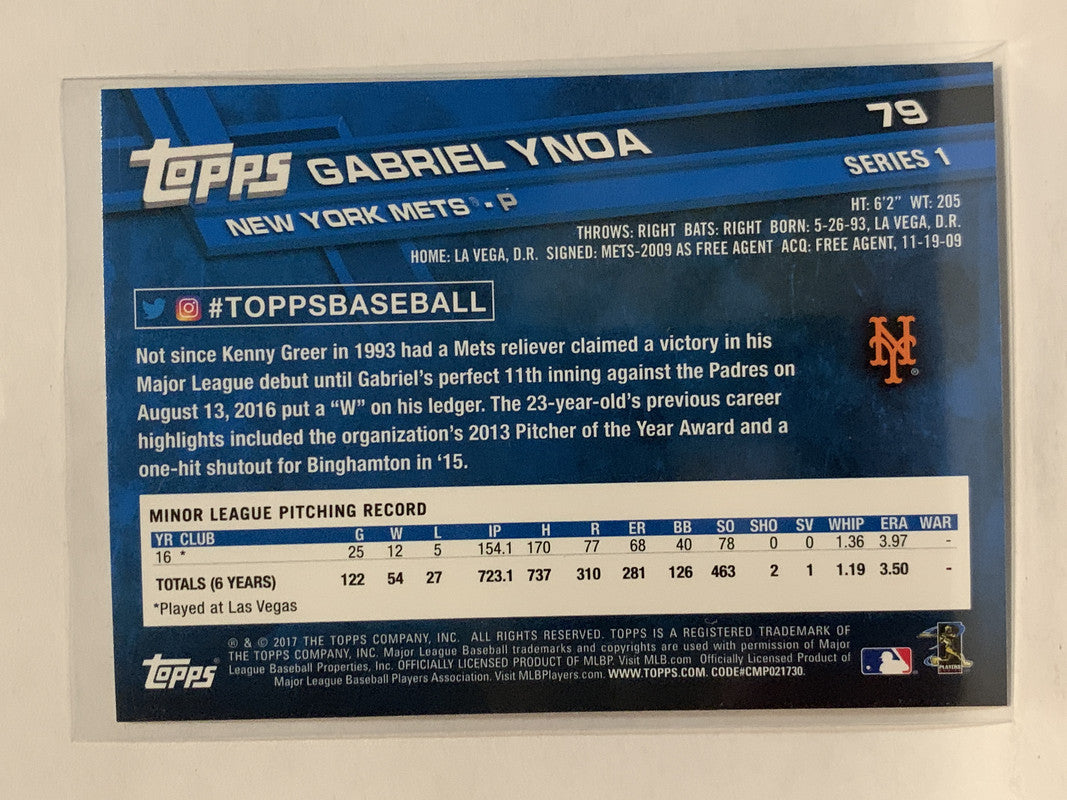 79
TOPPS GABRIEL YNOA
SERIES 1
NEW YORK METS® - P
HT: 6'2" WT: 205
THROWS: RIGHT BATS: RIGHT BORN: 5-26-93, LA VEGA, D.R.
HOME: LA VEGA, D.R. SIGNED: METS-2009 AS FREE AGENT ACQ: FREE AGENT, 11-19-09
#TOPPSBASEBALL
Not since Kenny Greer in 1993 had a Mets reliever claimed a victory in his
Major League debut until Gabriel's perfect 11th inning against the Padres on
August 13, 2016 put a “W” on his ledger. The 23-year-old's previous career
highlights included the organization's 2013 Pitcher of the Year Award and a
one-hit shutout for Binghamton in ‘15.
NY®
MINOR LEAGUE PITCHING RECORD
YR CLUB G W L IP H R ER BB SO SHO SV WHIP ERA WAR
16 * 25 12 5 154.1 170 77 68 40 78 0 0 1.36 3.97 -
TOTALS (6 YEARS) 122 54 27 723.1 737 310 281 126 463 2 1 1.19 3.50 -
*Played at Las Vegas
® & © 2017 THE TOPPS COMPANY, INC. ALL RIGHTS RESERVED. TOPPS IS A REGISTERED TRADEMARK OF
THE TOPPS COMPANY, INC. Major League Baseball trademarks and copyrights are used with permission of Major
League Baseball Properties, Inc. OFFICIALLY LICENSED PRODUCT OF MLBP. Visit MLB.com Officially Licensed Product of
Major League Baseball Players Association. Visit MLBPlayers.com. WWW.TOPPS.COM. CODE#CMP021730.
TOPPS®
PLAYERS